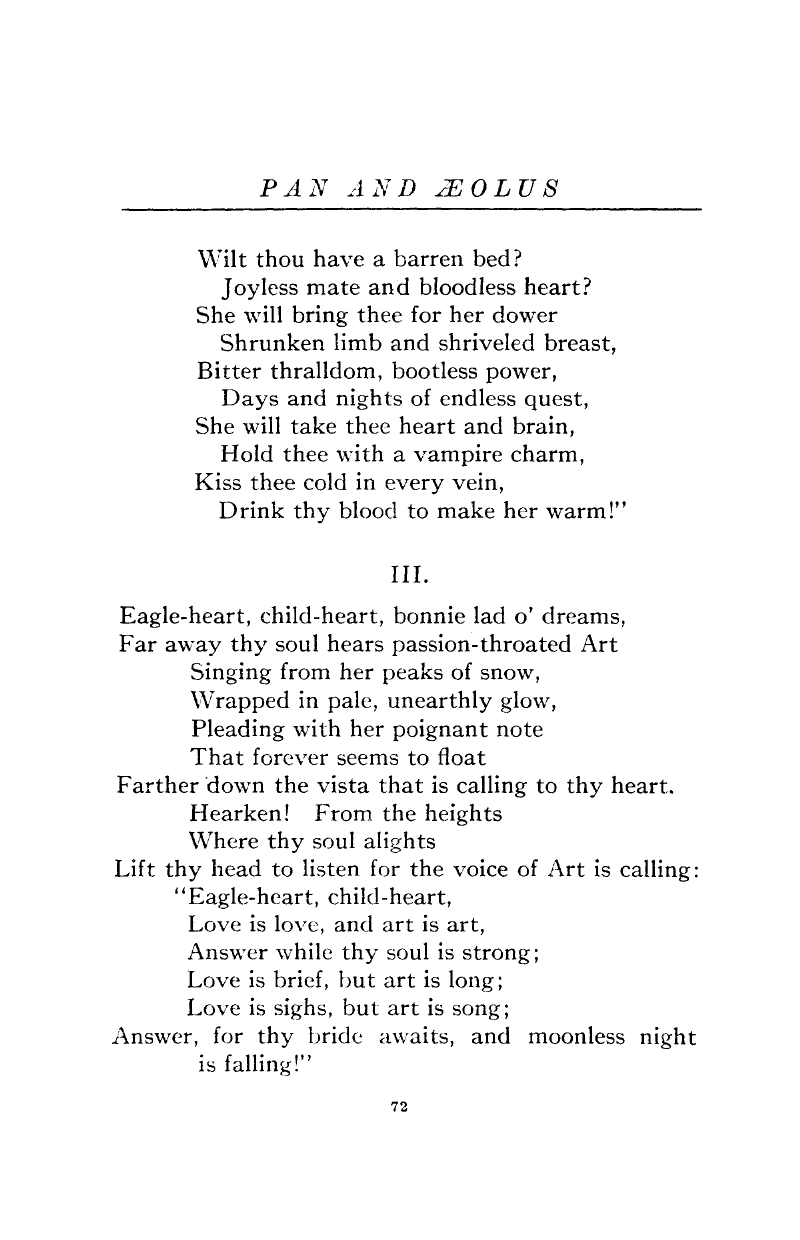 PAN AND ÆOLUS
Wilt thou have a barren bed?
Joyless mate and bloodless heart?
She will bring thee for her dower
Shrunken limb and shriveled breast,
Bitter thralldom, bootless power,
Days and nights of endless quest,
She will take thee heart and brain,
Hold thee with a vampire charm,
Kiss thee cold in every vein,
Drink thy blood to make her warm!"
III.
Eagle-heart, child-heart, bonnie lad o' dreams,
Far away thy soul hears passion-throated Art
Singing from her peaks of snow,
Wrapped in pale, unearthly glow,
Pleading with her poignant note
That forever seems to float
Farther down the vista that is calling to thy heart.
Hearken! From the heights
Where thy soul alights
Lift thy head to listen for the voice of Art is calling:
"Eagle-heart, child-heart,
Love is love, and art is art,
Answer while thy soul is strong;
Love is brief, but art is long;
Love is sighs, but art is song;
Answer, for thy bride awaits, and moonless night
is falling!"
72